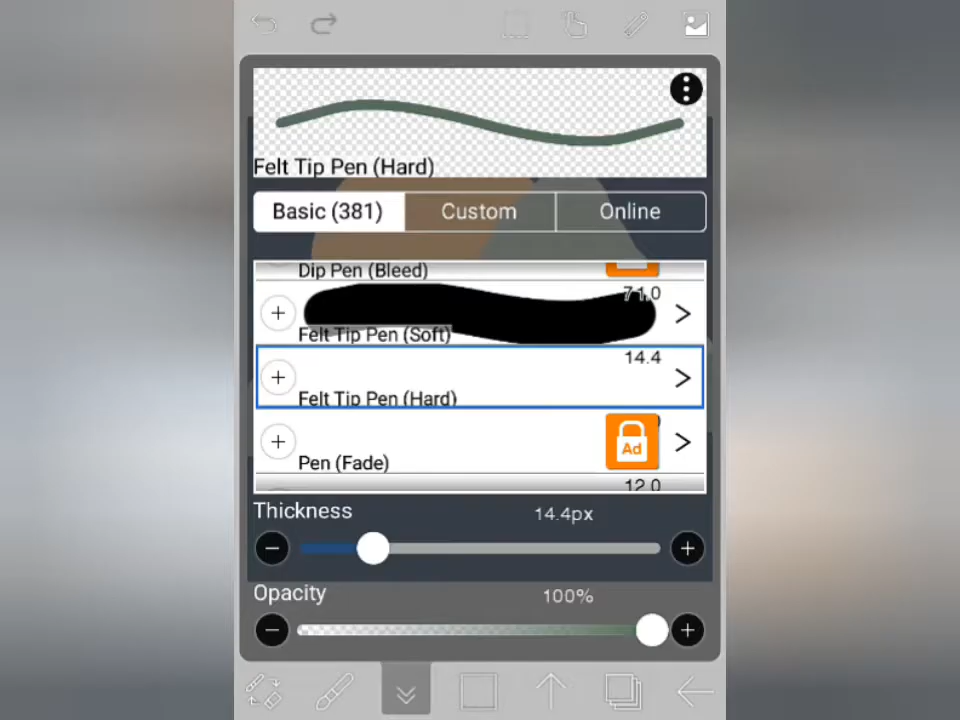 Felt Tip Pen (Hard)
Basic (381)
Custom
Online
Dip Pen (Bleed)
71.0
Felt Tip Pen (Soft)
14.4
Felt Tip Pen (Hard)
Ad
Pen (Fade)
12.0
Thickness
14.4px
Opacity
100%